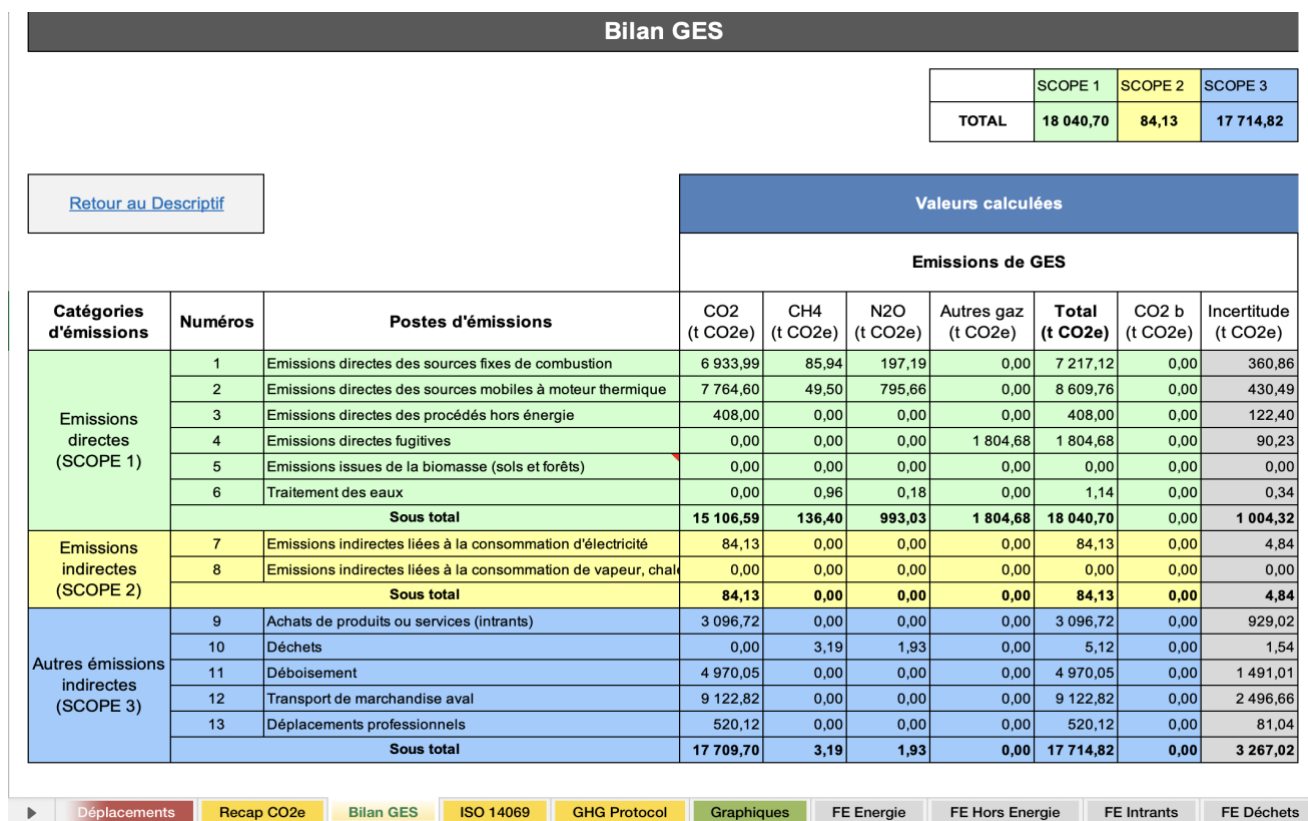 Bilan GES
SCOPE 1 SCOPE 2 SCOPE 3
TOTAL 18 040,70 84,13 17 714,82
Retour au Descriptif
Valeurs calculées
Emissions de GES
Catégories d'émissions Numéros Postes d'émissions CO2 (t CO2e) CH4 (t CO2e) N2O (t CO2e) Autres gaz (t CO2e) Total (t CO2e) CO2 b (t CO2e) Incertitude (t CO2e)
Emissions directes (SCOPE 1)
1 Emissions directes des sources fixes de combustion 6 933,99 85,94 197,19 0,00 7 217,12 0,00 360,86
2 Emissions directes des sources mobiles à moteur thermique 7 764,60 49,50 795,66 0,00 8 609,76 0,00 430,49
3 Emissions directes des procédés hors énergie 408,00 0,00 0,00 0,00 408,00 0,00 122,40
4 Emissions directes fugitives 0,00 0,00 0,00 1 804,68 1 804,68 0,00 90,23
5 Emissions issues de la biomasse (sols et forêts) 0,00 0,00 0,00 0,00 0,00 0,00 0,00
6 Traitement des eaux 0,00 0,96 0,18 0,00 1,14 0,00 0,34
Sous total 15 106,59 136,40 993,03 1 804,68 18 040,70 0,00 1 004,32
Emissions indirectes (SCOPE 2)
7 Emissions indirectes liées à la consommation d'électricité 84,13 0,00 0,00 0,00 84,13 0,00 4,84
8 Emissions indirectes liées à la consommation de vapeur, 0,00 0,00 0,00 0,00 0,00 0,00 0,00
Sous total 84,13 0,00 0,00 0,00 84,13 0,00 4,84
Autres émissions indirectes (SCOPE 3)
9 Achats de produits ou services (intrants) 3 096,72 0,00 0,00 0,00 3 096,72 0,00 929,02
10 Déchets 0,00 3,19 1,93 0,00 5,12 0,00 1,54
11 Déboisement 4 970,05 0,00 0,00 0,00 4 970,05 0,00 1 491,01
12 Transport de marchandise aval 9 122,82 0,00 0,00 0,00 9 122,82 0,00 2 496,66
13 Déplacements professionnels 520,12 0,00 0,00 0,00 520,12 0,00 81,04
Sous total 17 709,70 3,19 1,93 0,00 17 714,82 0,00 3 267,02
Déplacements Recap CO2e Bilan GES ISO 14069 GHG Protocol Graphiques FE Energie FE Hors Energie FE Intrants FE Déchets